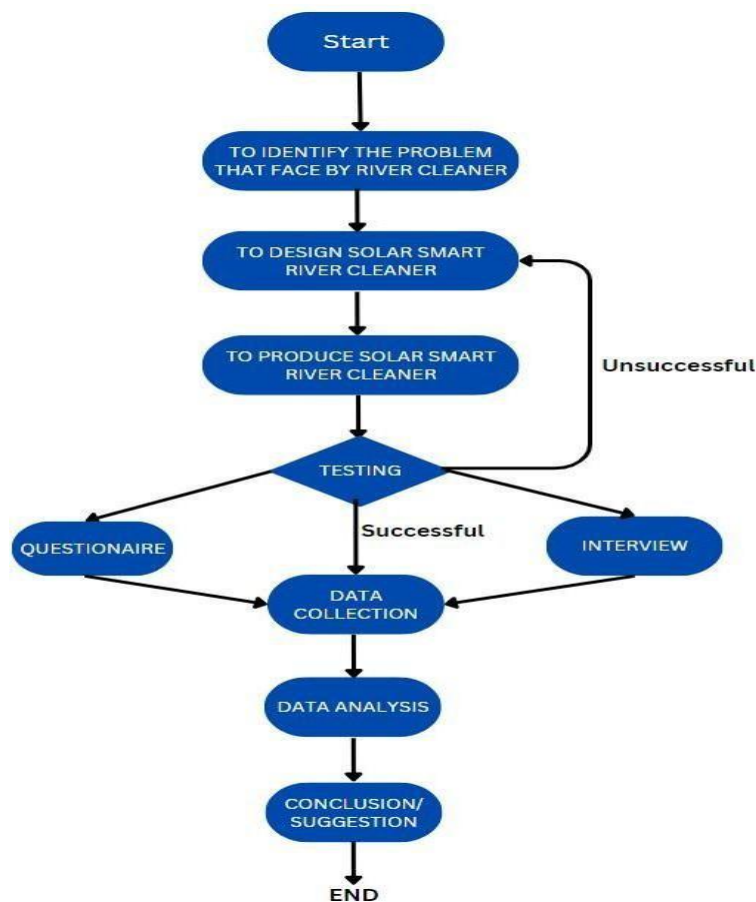 Start
TO IDENTIFY THE PROBLEM
THAT FACE BY RIVER CLEANER
TO DESIGN SOLAR SMART
RIVER CLEANER
TO PRODUCE SOLAR SMART
RIVER CLEANER
Unsuccessful
TESTING
Successful
QUESTIONAIRE
INTERVIEW
DATA
COLLECTION
DATA ANALYSIS
CONCLUSION/
SUGGESTION
END